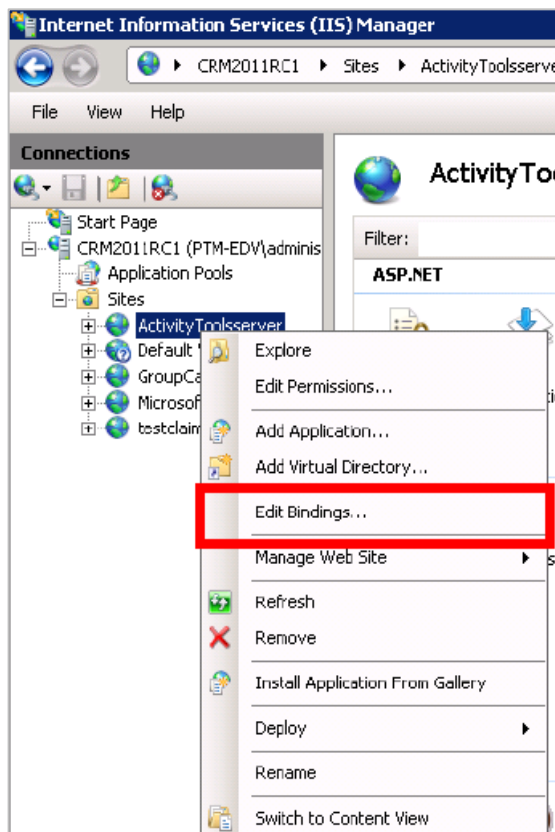 Internet Information Services (IIS) Manager
CRM2011RC1 Sites ActivityToolsserve
File View Help
Connections
ActivityToo
Start Page
Filter:
CRM2011RC1 (PTM-EDV\adminis
Application Pools
ASP.NET
Sites
ActivityToolsserver
Default
GroupCa
Microsof
testclaim
Explore
Edit Permissions...
Add Application...
Add Virtual Directory...
Edit Bindings...
Manage Web Site
Refresh
Remove
Install Application From Gallery
Deploy
Rename
Switch to Content View